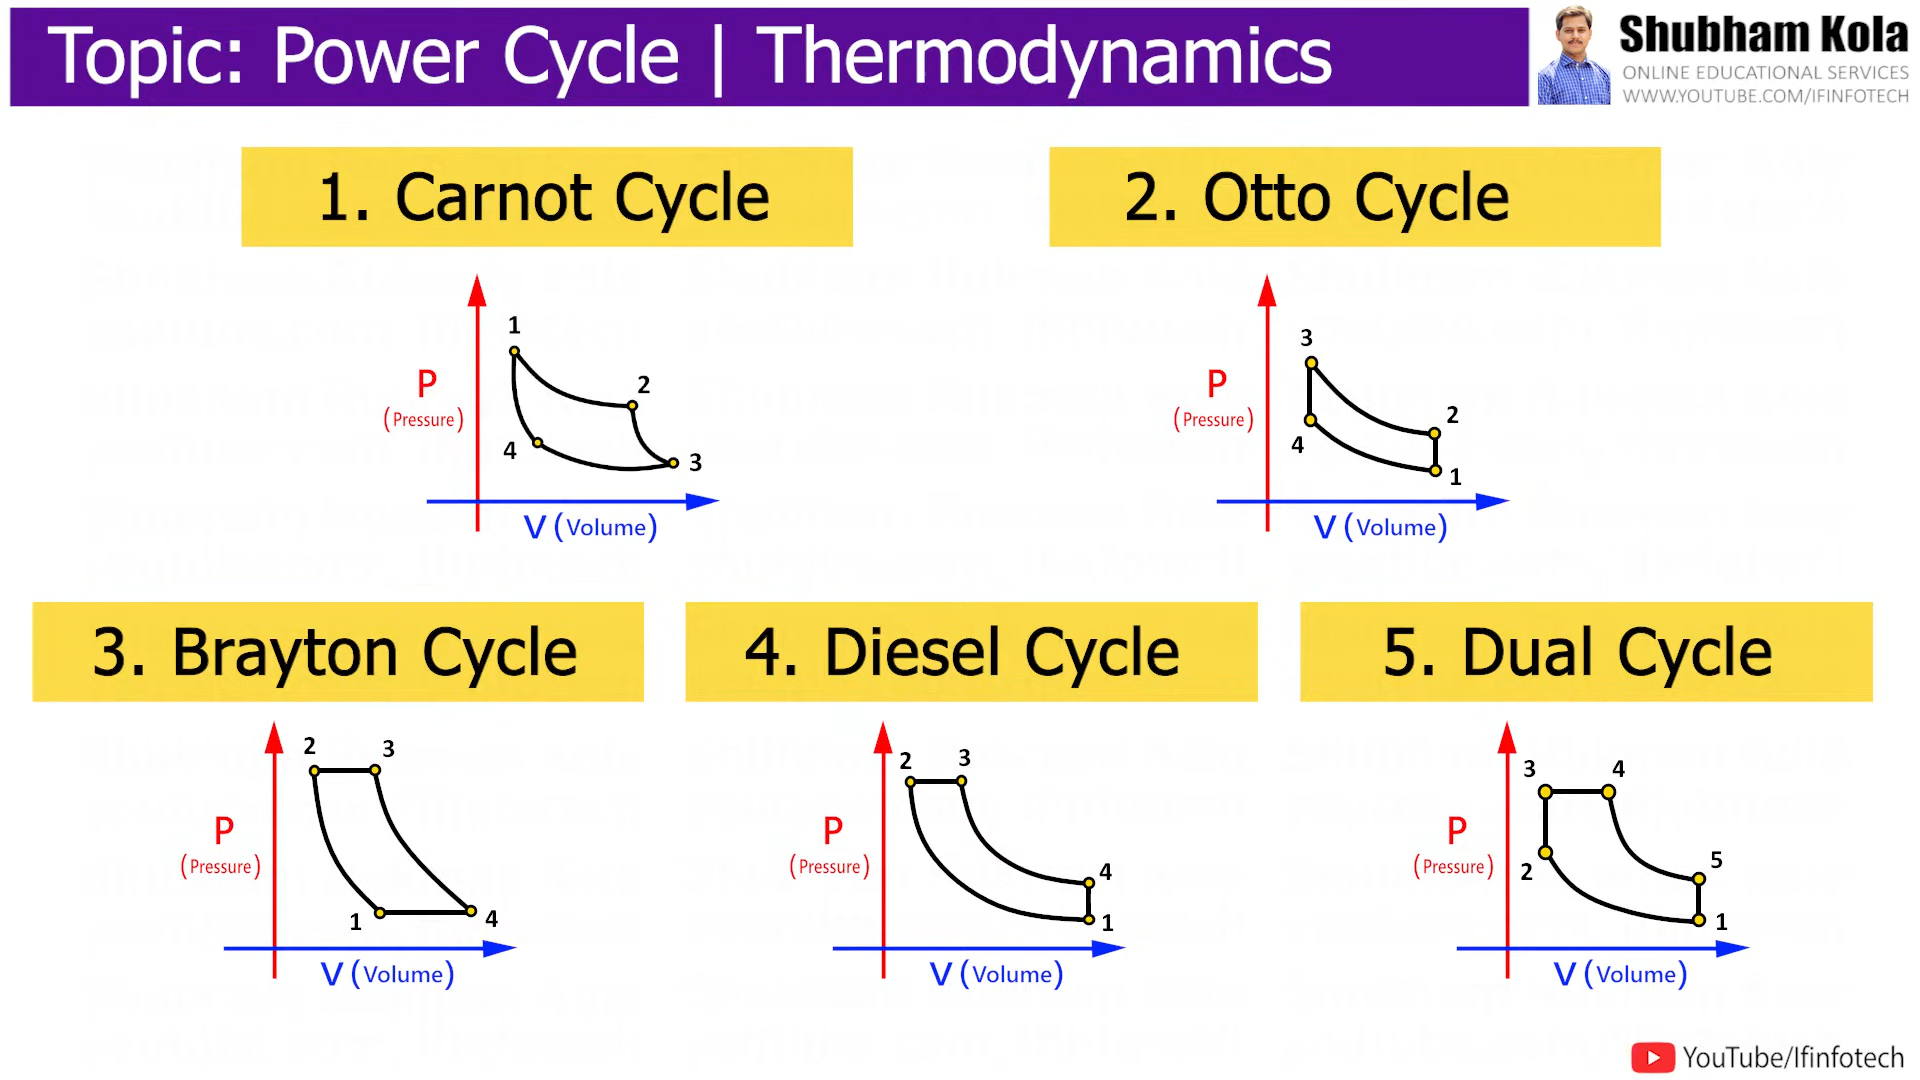 Topic: Power Cycle | Thermodynamics
Shubham Kola
ONLINE EDUCATIONAL SERVICES
WWW.YOUTUBE.COM/IFINFOTECH
1. Carnot Cycle
1
2
3
4
P
(Pressure)
V (Volume)
2. Otto Cycle
3
2
4
1
P
(Pressure)
V (Volume)
3. Brayton Cycle
2
3
1
4
P
(Pressure)
V (Volume)
4. Diesel Cycle
2
3
4
1
P
(Pressure)
V (Volume)
5. Dual Cycle
3
4
2
5
1
P
(Pressure)
V (Volume)
YouTube/Ifinfotech